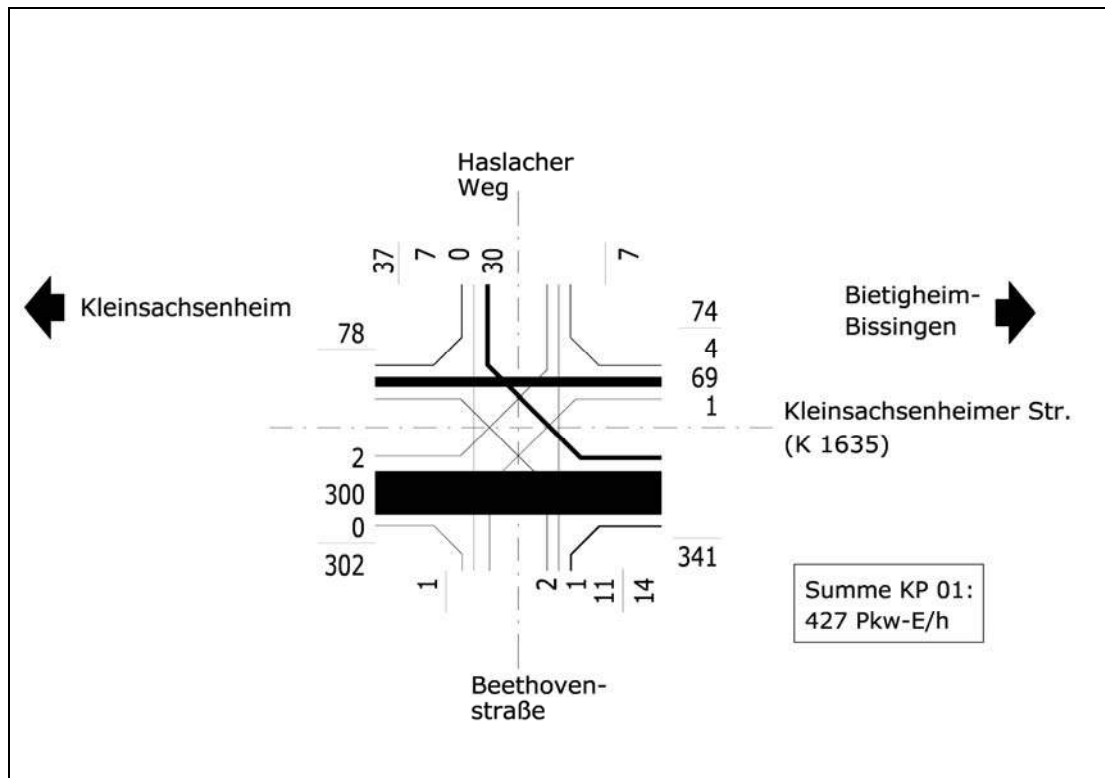 Haslacher
Weg
37 7 0 30 7
Kleinsachsenheim
Bietigheim-
Bissingen
78
74
4
69
1
Kleinsachsenheimer Str.
(K 1635)
2
300
0
302
341
1 2 1 11 14
Summe KP 01:
427 Pkw-E/h
Beethoven-
straße